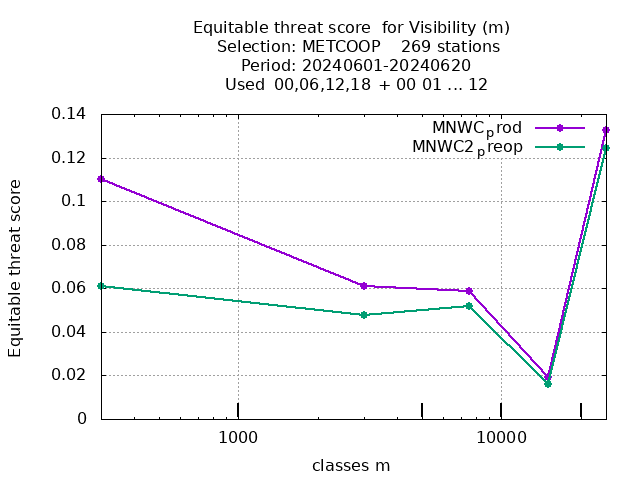 Equitable threat score for Visibility (m)
Selection: METCOOP 269 stations
Period: 20240601-20240620
Used 00,06,12,18 + 00 01 ... 12
MNWCprod
MNWC2preop
0.14
0.12
0.1
0.08
0.06
0.04
0.02
0
Equitable threat score
1000
10000
classes m